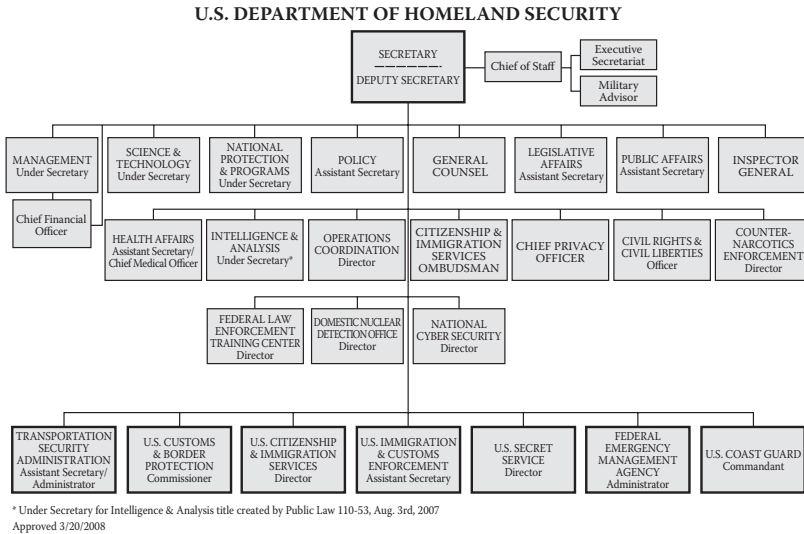 U.S. DEPARTMENT OF HOMELAND SECURITY
SECRETARY
DEPUTY SECRETARY
Chief of Staff
Executive
Secretariat
Military
Advisor
MANAGEMENT
Under Secretary
SCIENCE &
TECHNOLOGY
Under Secretary
NATIONAL
PROTECTION
& PROGRAMS
Under Secretary
POLICY
Assistant Secretary
GENERAL
COUNSEL
LEGISLATIVE
AFFAIRS
Assistant Secretary
PUBLIC AFFAIRS
Assistant Secretary
INSPECTOR
GENERAL
Chief Financial
Officer
HEALTH AFFAIRS
Assistant Secretary/
Chief Medical Officer
INTELLIGENCE &
ANALYSIS
Under Secretary*
OPERATIONS
COORDINATION
Director
CITIZENSHIP &
IMMIGRATION
SERVICES
OMBUDSMAN
CHIEF PRIVACY
OFFICER
CIVIL RIGHTS &
CIVIL LIBERTIES
Officer
COUNTER-
NARCOTICS
ENFORCEMENT
Director
FEDERAL LAW
ENFORCEMENT
TRAINING CENTER
Director
DOMESTIC NUCLEAR
DETECTION OFFICE
Director
NATIONAL
CYBER SECURITY
Director
TRANSPORTATION
SECURITY
ADMINISTRATION
Assistant Secretary/
Administrator
U.S. CUSTOMS
& BORDER
PROTECTION
Commissioner
U.S. CITIZENSHIP
& IMMIGRATION
SERVICES
Director
U.S. IMMIGRATION
& CUSTOMS
ENFORCEMENT
Assistant Secretary
U.S. SECRET
SERVICE
Director
FEDERAL
EMERGENCY
MANAGEMENT
AGENCY
Administrator
U.S. COAST GUARD
Commandant
* Under Secretary for Intelligence & Analysis title created by Public Law 110-53, Aug. 3rd, 2007
Approved 3/20/2008